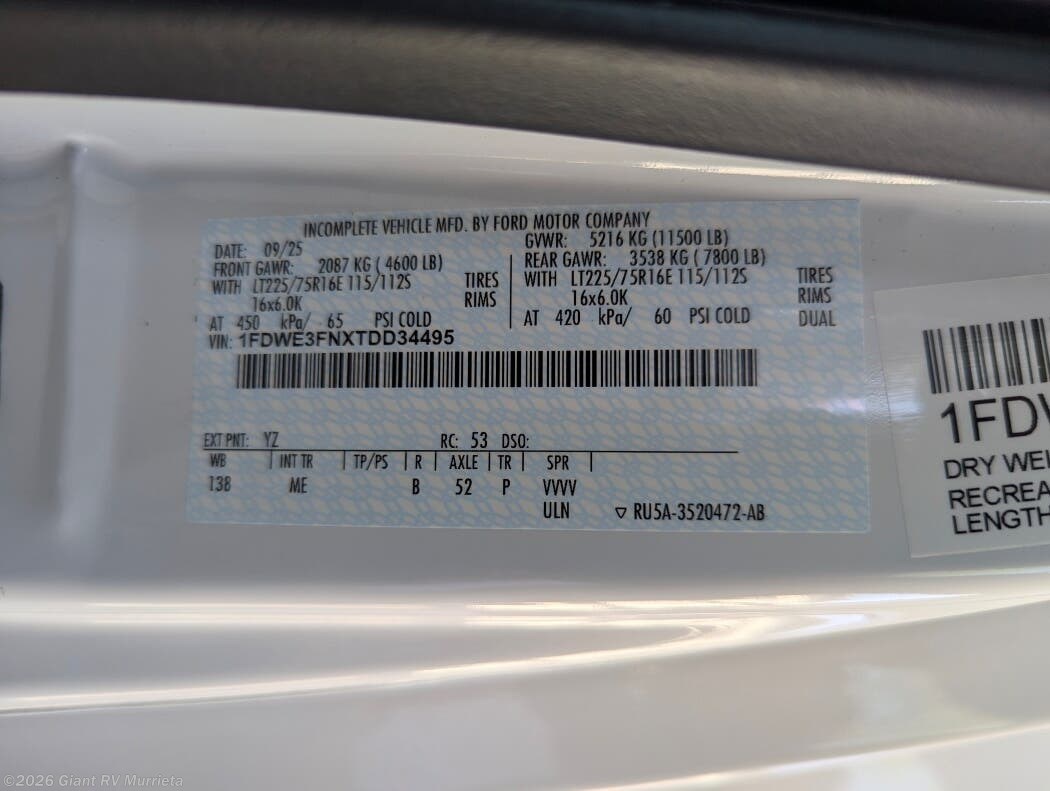 INCOMPLETE VEHICLE MFD. BY FORD MOTOR COMPANY
DATE: 09/25 GVWR: 5216 KG (11500 LB)
FRONT GAWR: 2087 KG ( 4600 LB) REAR GAWR: 3538 KG ( 7800 LB)
WITH LT225/75R16E 115/112S TIRES WITH LT225/75R16E 115/112S TIRES
16x6.0K RIMS 16x6.0K RIMS
AT 450 kPa/ 65 PSI COLD AT 420 kPa/ 60 PSI COLD DUAL
VIN: 1FDWE3FNXTDD34495
EXT PNT: YZ RC: 53 DSO:
WB INT TR TP/PS R AXLE TR SPR
138 ME B 52 P VVVV
ULN ▽ RU5A-3520472-AB
1FD
DRY WEI
RECREA
LENGTH
©2026 Giant RV Murrieta